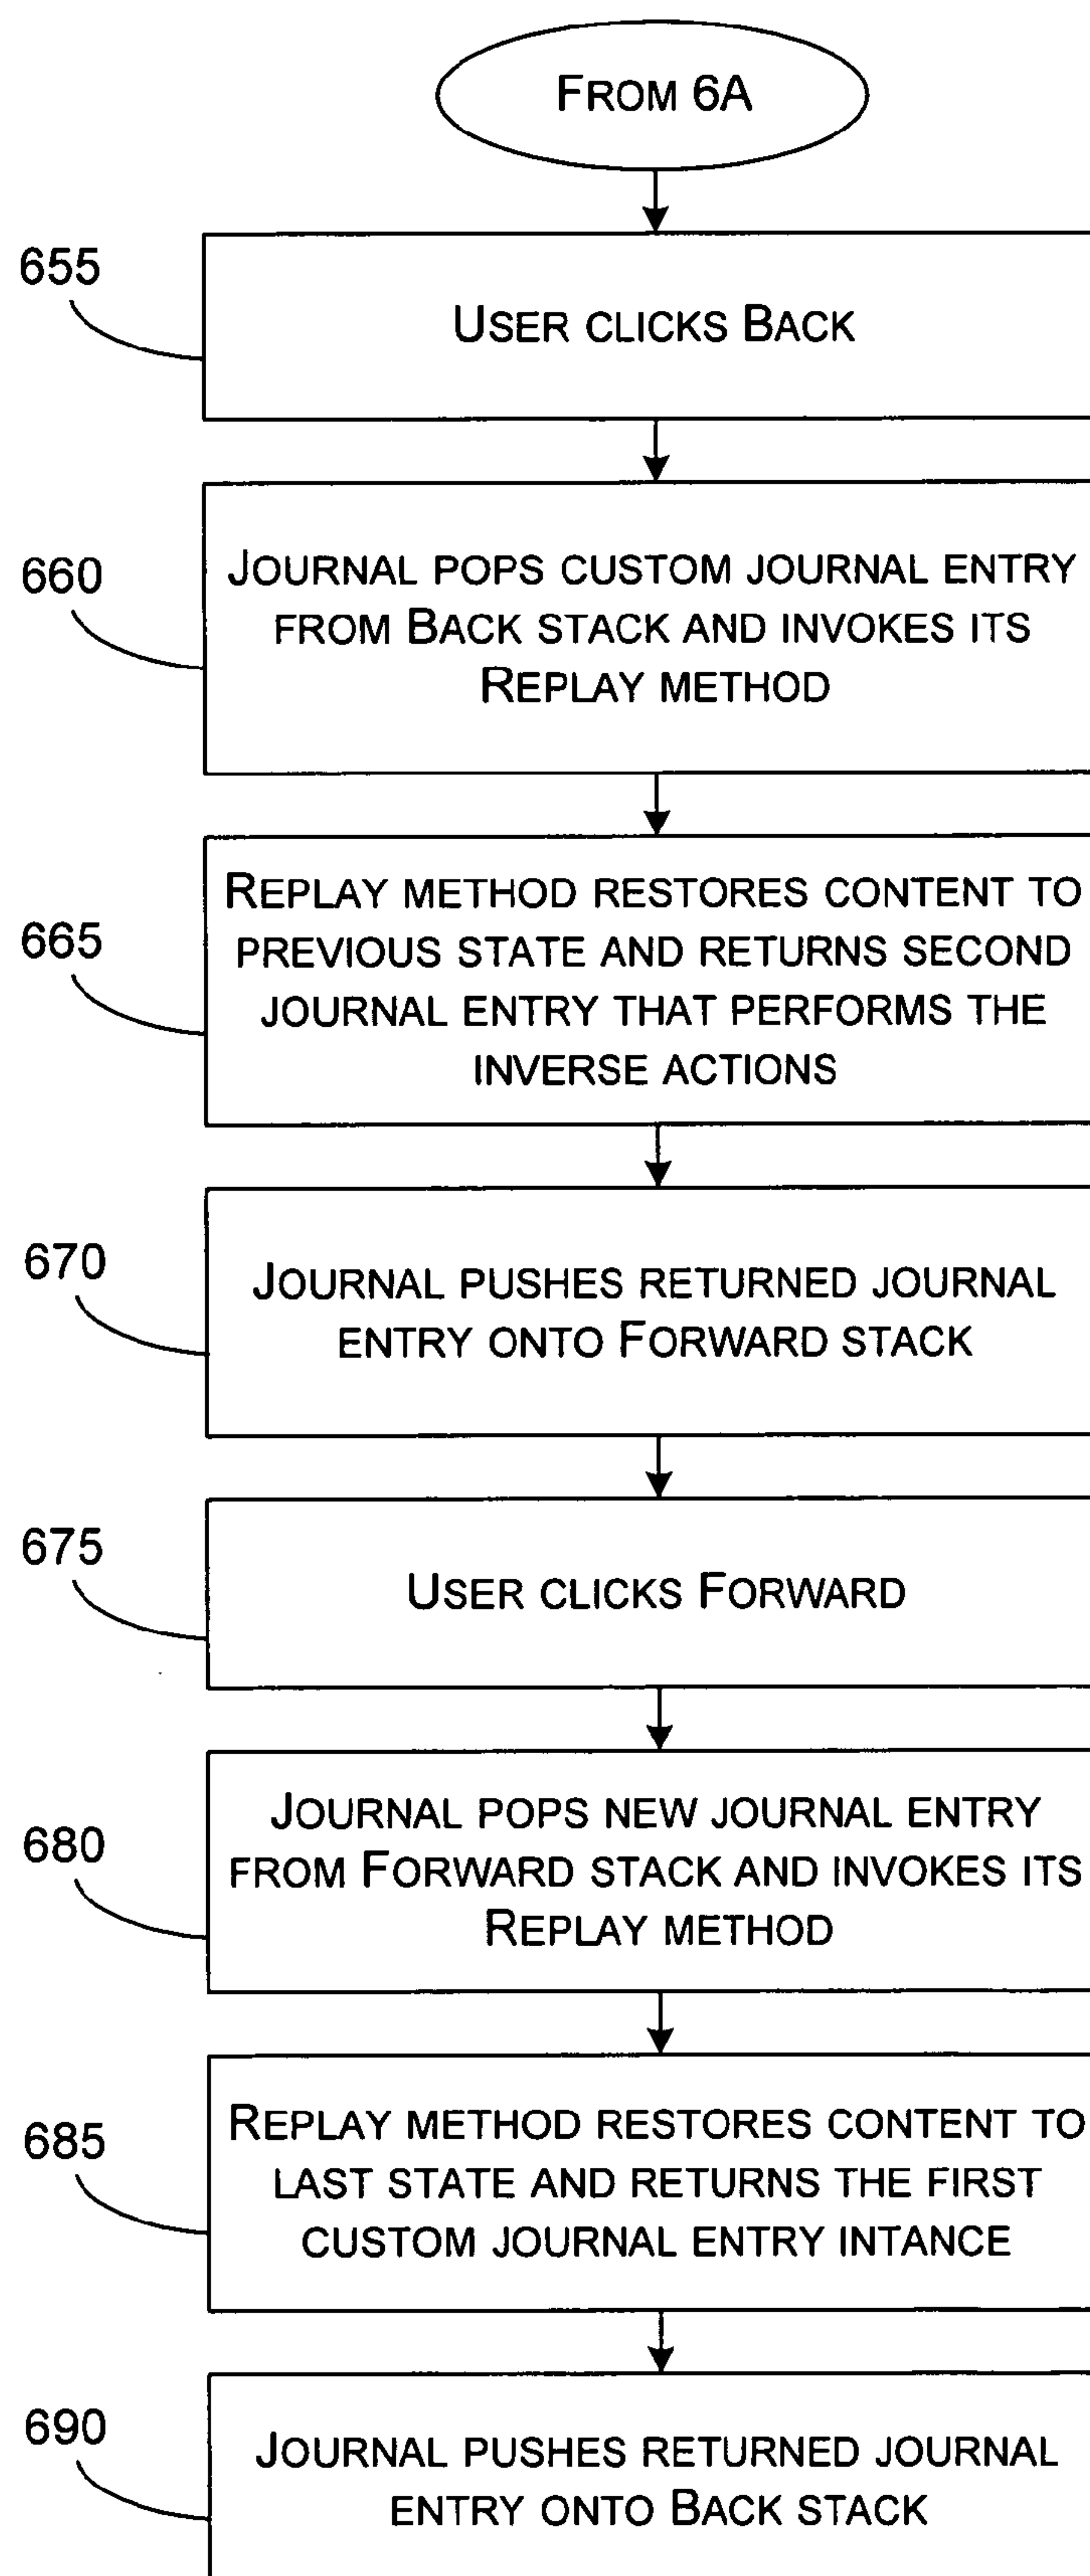 FROM 6A
655
USER CLICKS BACK
660
JOURNAL POPS CUSTOM JOURNAL ENTRY
FROM BACK STACK AND INVOKES ITS
REPLAY METHOD
665
REPLAY METHOD RESTORES CONTENT TO
PREVIOUS STATE AND RETURNS SECOND
JOURNAL ENTRY THAT PERFORMS THE
INVERSE ACTIONS
670
JOURNAL PUSHES RETURNED JOURNAL
ENTRY ONTO FORWARD STACK
675
USER CLICKS FORWARD
680
JOURNAL POPS NEW JOURNAL ENTRY
FROM FORWARD STACK AND INVOKES ITS
REPLAY METHOD
685
REPLAY METHOD RESTORES CONTENT TO
LAST STATE AND RETURNS THE FIRST
CUSTOM JOURNAL ENTRY INTANCE
690
JOURNAL PUSHES RETURNED JOURNAL
ENTRY ONTO BACK STACK